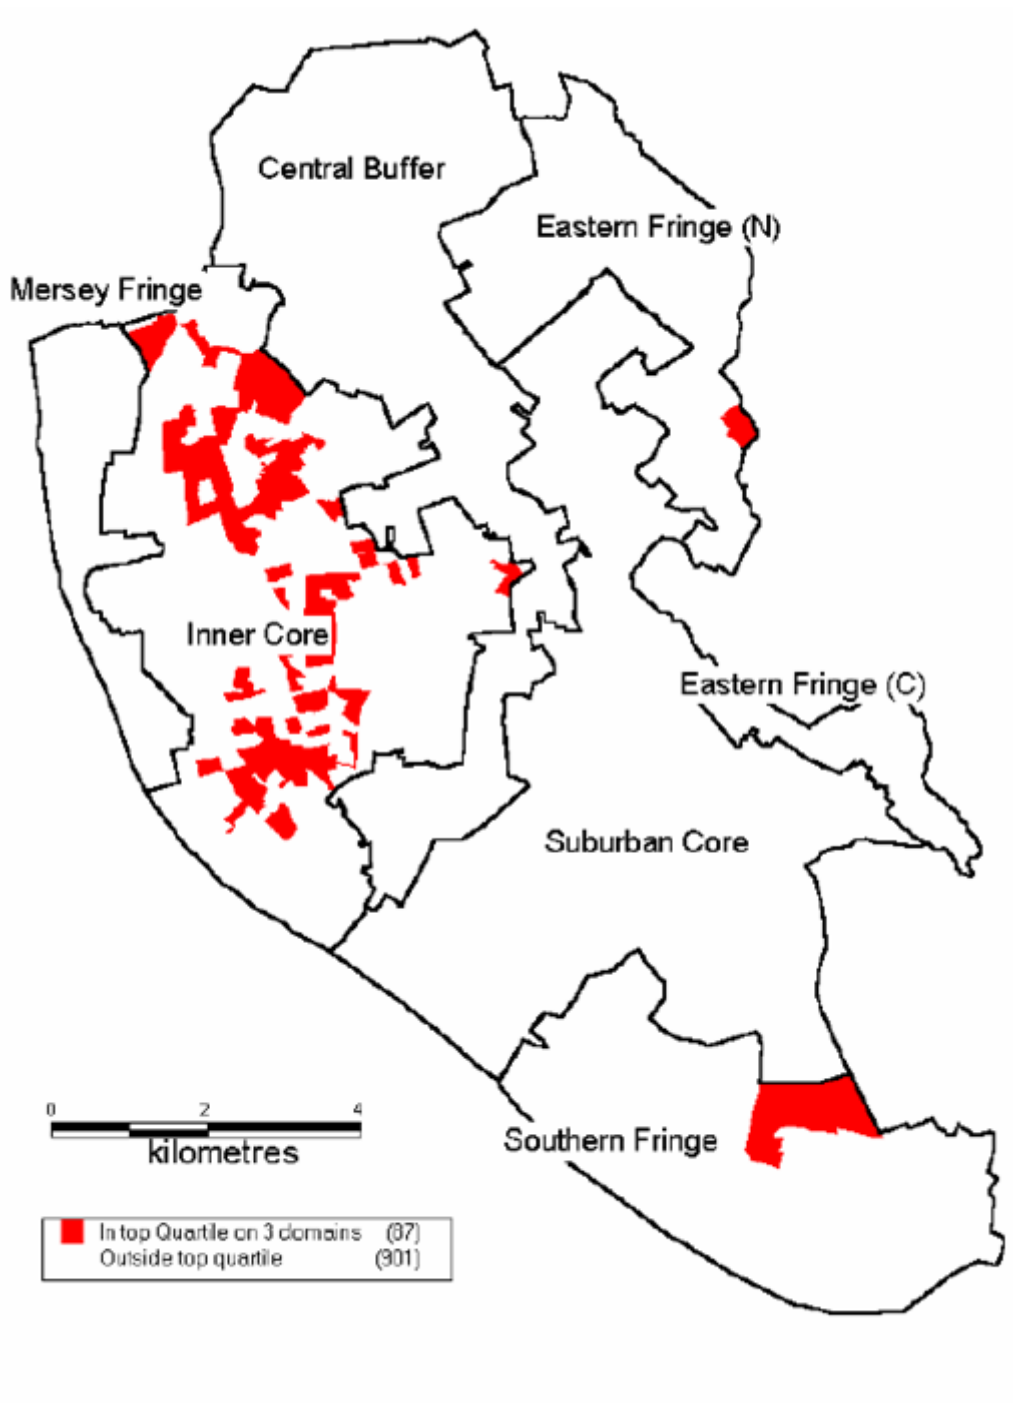 Central Buffer
Eastern Fringe (N)
Mersey Fringe
Inner Core
Eastern Fringe (C)
Suburban Core
0 2 4
kilometres
Southern Fringe
In top Quartile on 3 domains (87)
Outside top quartile (901)